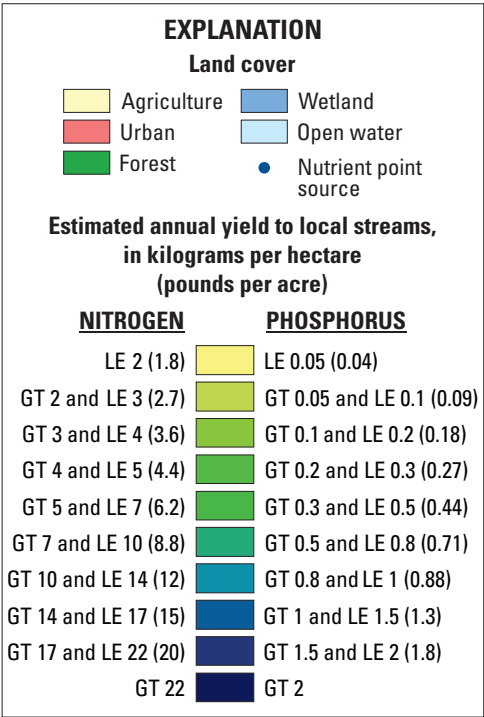 EXPLANATION
Land cover
Agriculture Wetland
Urban Open water
Forest Nutrient point
source
Estimated annual yield to local streams,
in kilograms per hectare
(pounds per acre)
NITROGEN PHOSPHORUS
LE 2 (1.8) LE 0.05 (0.04)
GT 2 and LE 3 (2.7) GT 0.05 and LE 0.1 (0.09)
GT 3 and LE 4 (3.6) GT 0.1 and LE 0.2 (0.18)
GT 4 and LE 5 (4.4) GT 0.2 and LE 0.3 (0.27)
GT 5 and LE 7 (6.2) GT 0.3 and LE 0.5 (0.44)
GT 7 and LE 10 (8.8) GT 0.5 and LE 0.8 (0.71)
GT 10 and LE 14 (12) GT 0.8 and LE 1 (0.88)
GT 14 and LE 17 (15) GT 1 and LE 1.5 (1.3)
GT 17 and LE 22 (20) GT 1.5 and LE 2 (1.8)
GT 22 GT 2